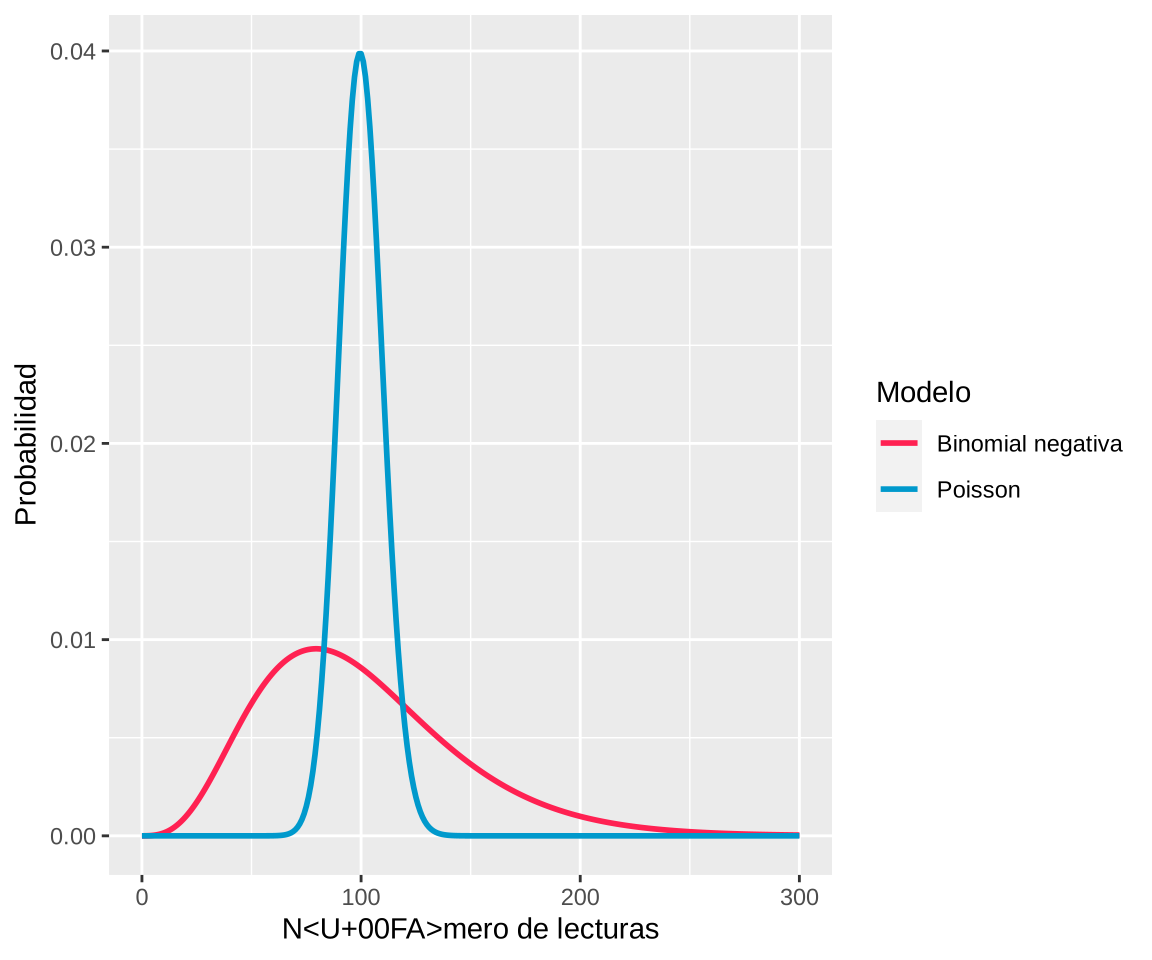 0.04
0.03
0.02
0.01
0.00
Probabilidad
0 100 200 300
N<U+00FA>mero de lecturas
Modelo
Binomial negativa
Poisson